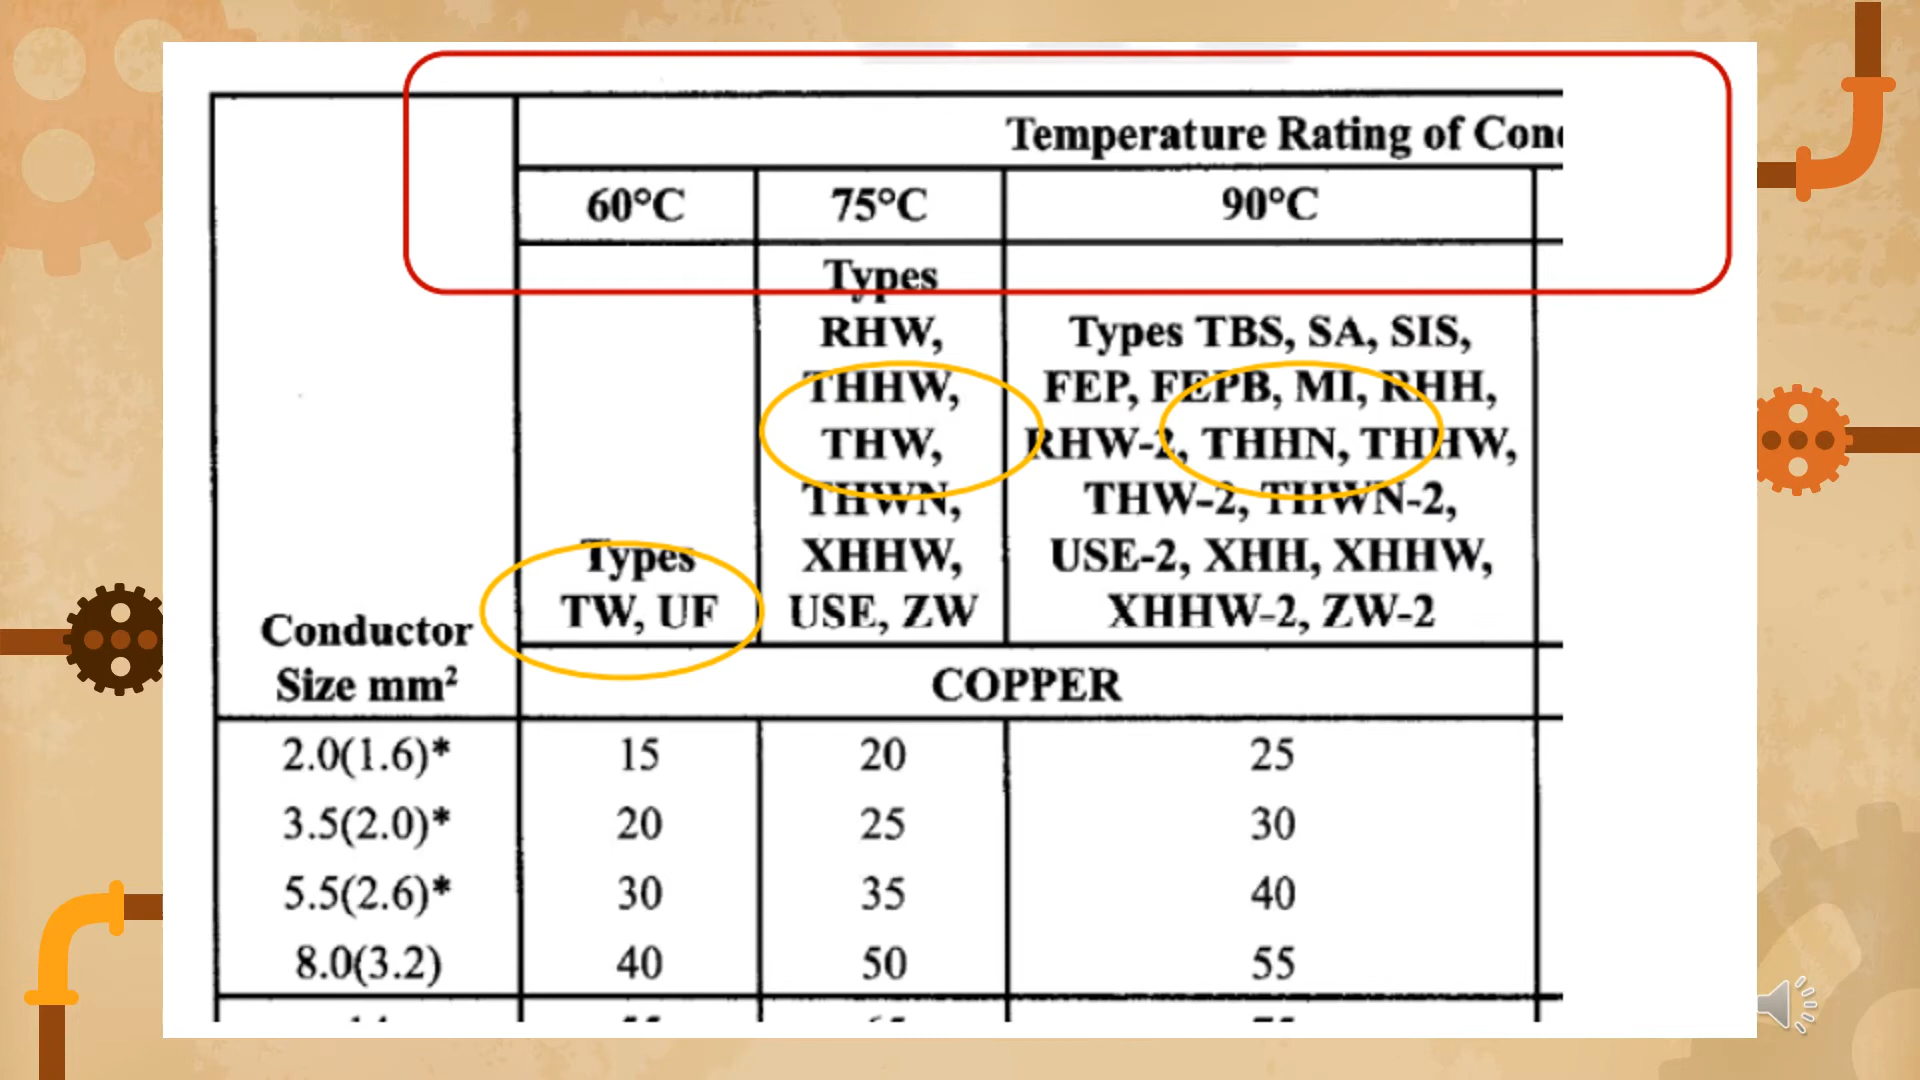 Temperature Rating of Con
60°C 75°C 90°C
Types
RHW,
THHW,
THW,
THWN,
XHHW,
USE, ZW
Types TBS, SA, SIS,
FEP, FEPB, MI, RHH,
RHW-2, THHN, THHW,
THW-2, THWN-2,
USE-2, XHH, XHHW,
XHHW-2, ZW-2
Types
TW, UF
Conductor
Size mm²
COPPER
2.0(1.6)* 15 20 25
3.5(2.0)* 20 25 30
5.5(2.6)* 30 35 40
8.0(3.2) 40 50 55